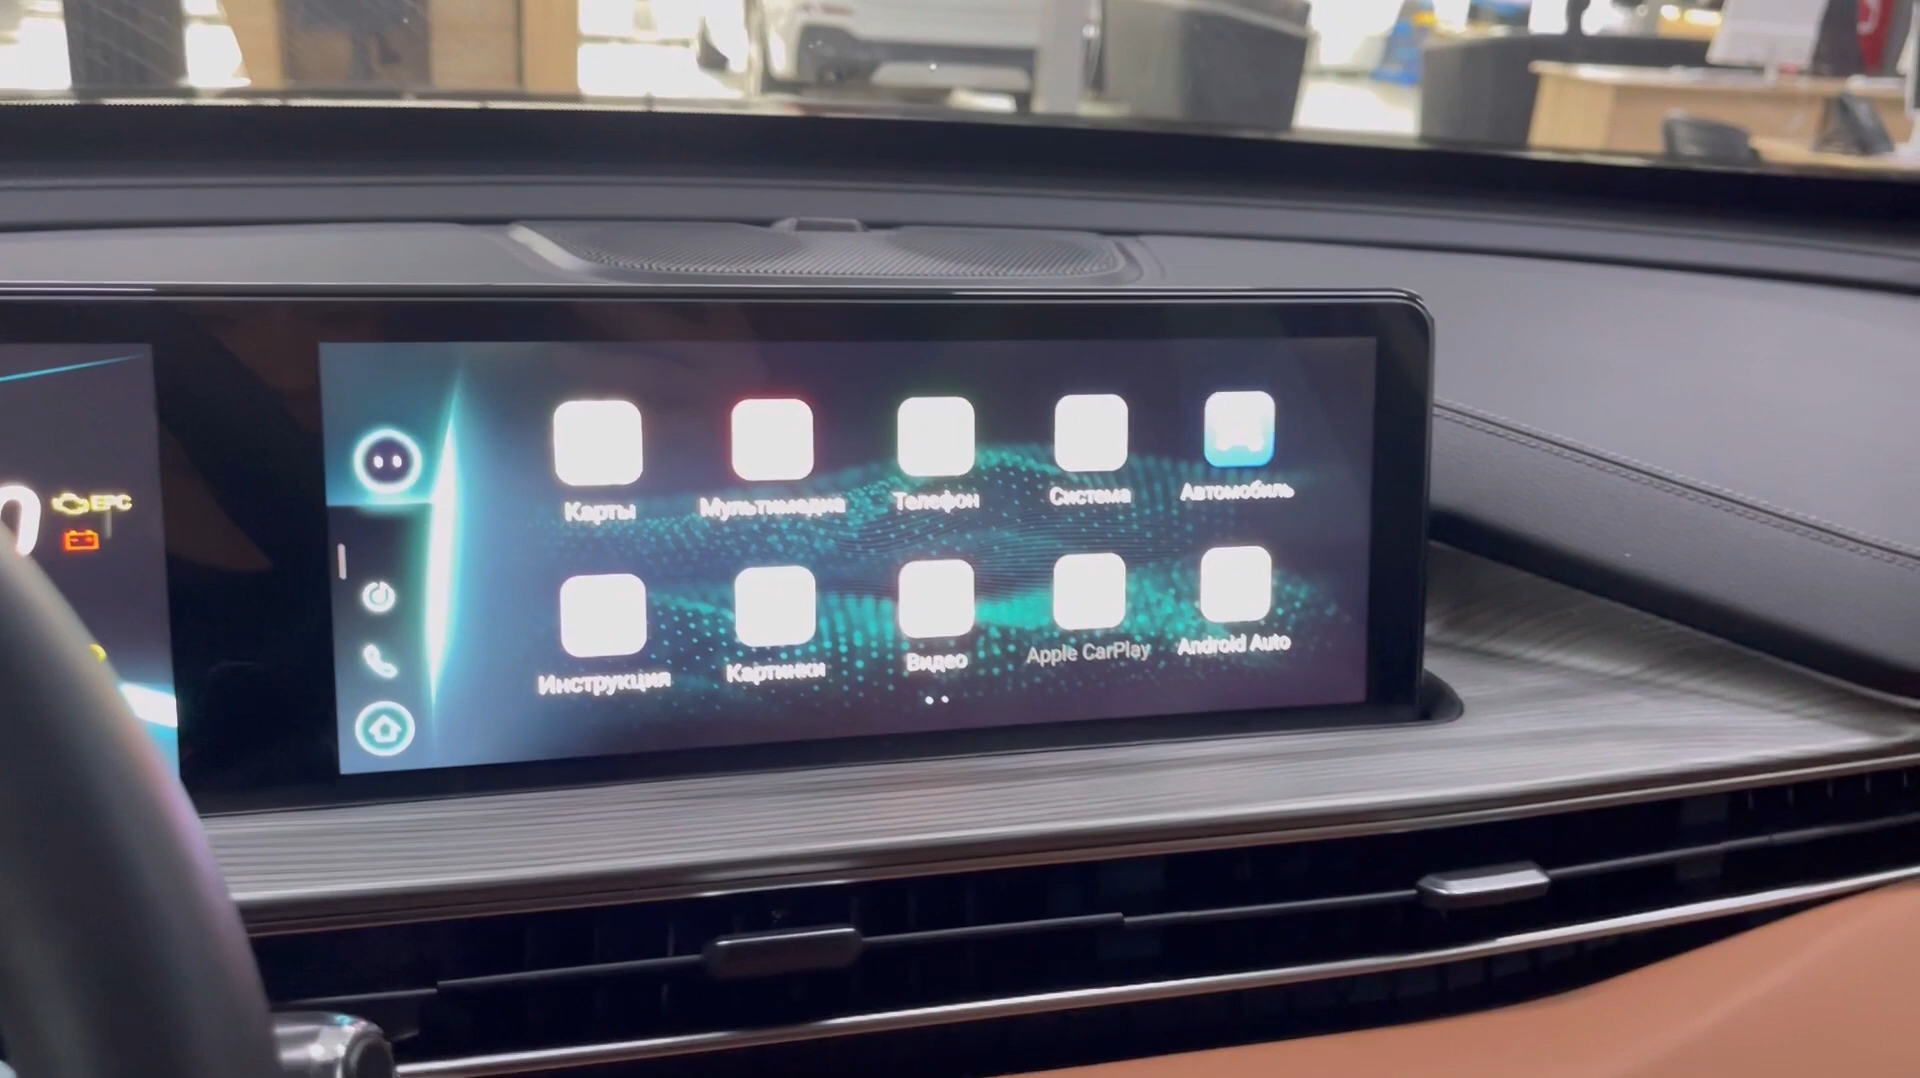 EPC
Карты
Мультимедиа
Телефон
Система
Автомобиль
Инструкция
Картинки
Видео
Apple CarPlay
Android Auto